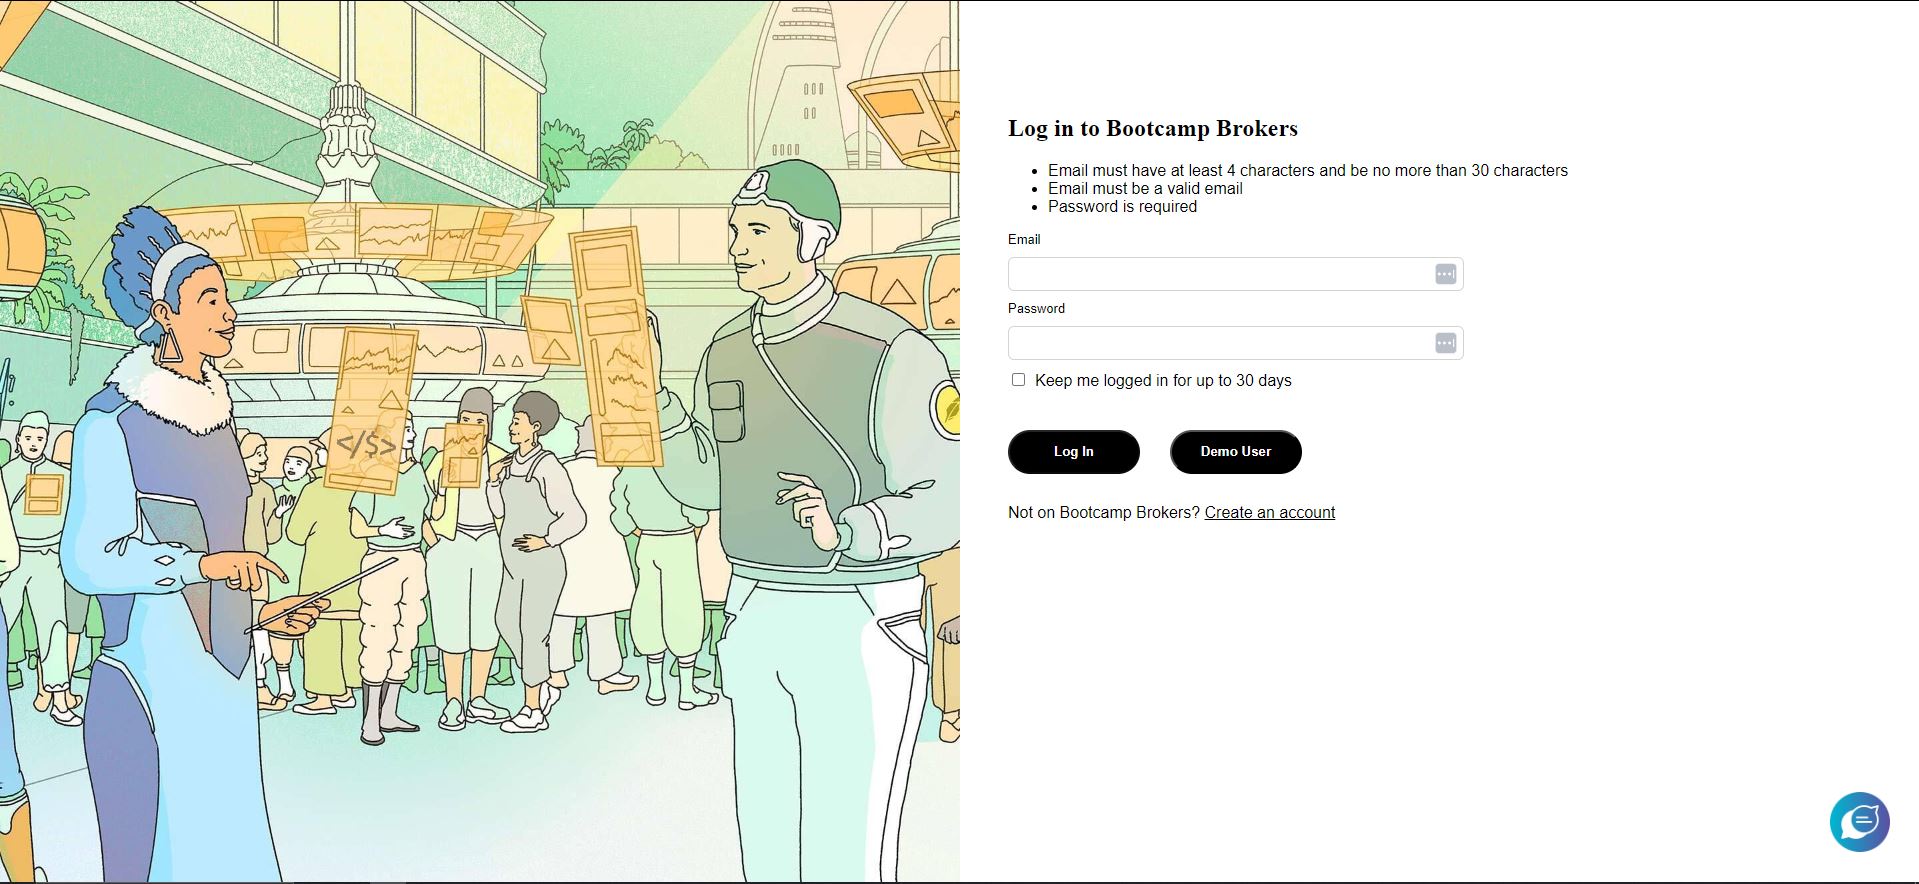 </$>
Log in to Bootcamp Brokers
Email must have at least 4 characters and be no more than 30 characters
Email must be a valid email
Password is required
Email
Password
Keep me logged in for up to 30 days
Log In
Demo User
Not on Bootcamp Brokers? Create an account